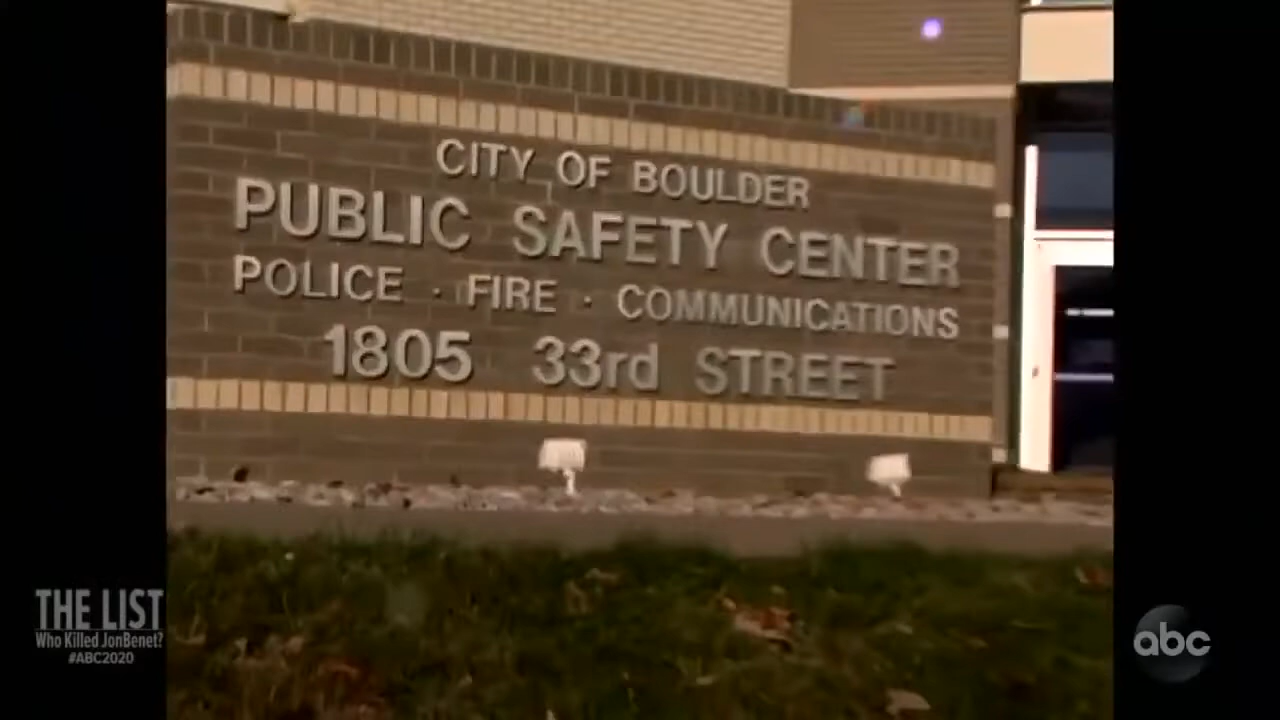 CITY OF BOULDER
PUBLIC SAFETY CENTER
POLICE · FIRE · COMMUNICATIONS
1805 33rd STREET
THE LIST
Who Killed JonBenet?
#ABC2020
abc